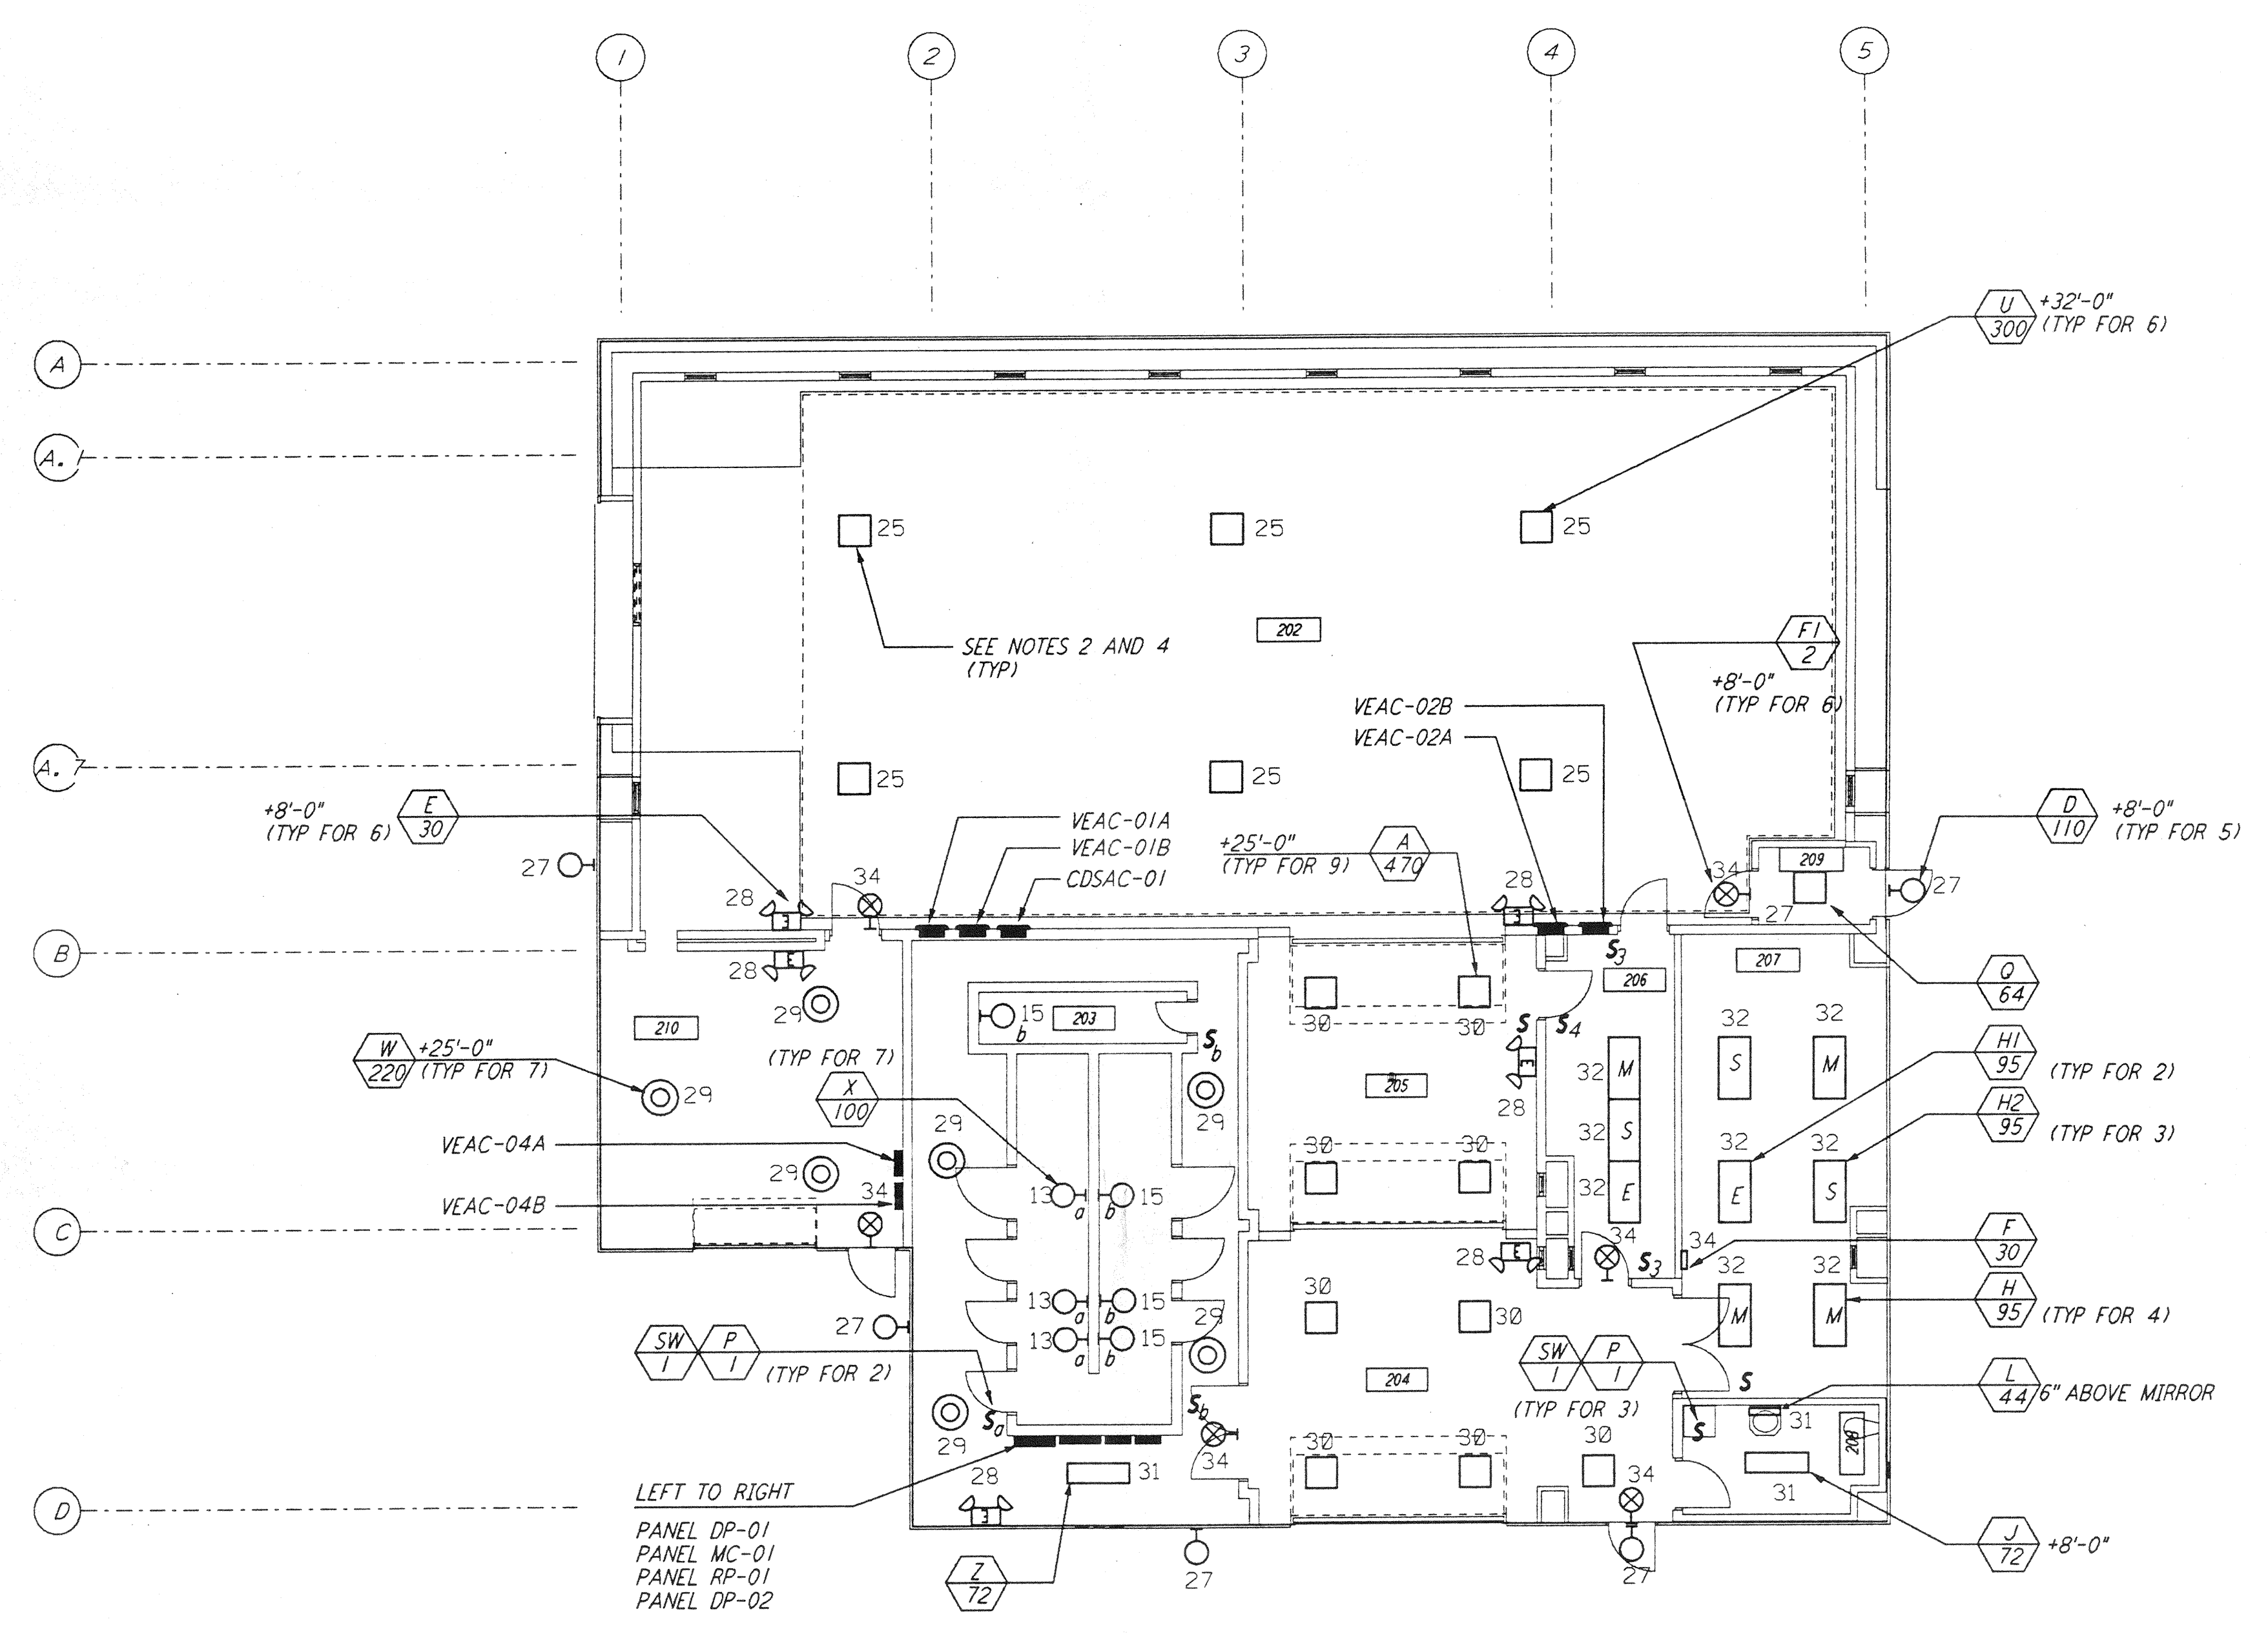 1 2 3 4 5
A
U +32'-0"
300 (TYP FOR 6)
A.
25 25 25
202
F1
2
SEE NOTES 2 AND 4
(TYP)
+8'-0"
(TYP FOR 6)
VEAC-02B
VEAC-02A
A.7
25 25 25
+8'-0" E
(TYP FOR 6) 30
D +8'-0"
110 (TYP FOR 5)
VEAC-01A
VEAC-01B
CDSAC-01
+25'-0" A
(TYP FOR 9) 470
27
28 E 34
28 E
34 209
27
27
B
28 E
S3
207
206
Q
64
29
210
15
b
203
30 30
S S4
Sb
W +25'-0"
220 (TYP FOR 7)
29
(TYP FOR 7)
X
100
205
E
28
32 M
32 S
32 E
32 S
32 M
H1
95 (TYP FOR 2)
H2
95 (TYP FOR 3)
29
29
VEAC-04A
29
30 30
32 E
32 S
13 a
15 b
VEAC-04B
34
C
28 E
34
S3
34
F
30
32 M
32 M
H
95 (TYP FOR 4)
13 a
15 b
29
30 30
27
13 a
15 b
SW P
1 1 (TYP FOR 2)
204
SW P
1 1
(TYP FOR 3)
S
L
44 6" ABOVE MIRROR
Sa
29
Sb
34
S
31
208
30 30 30
31
28 E
31
34
LEFT TO RIGHT
D
PANEL DP-01
PANEL MC-01
PANEL RP-01
PANEL DP-02
Z
72
27
27
J +8'-0"
72